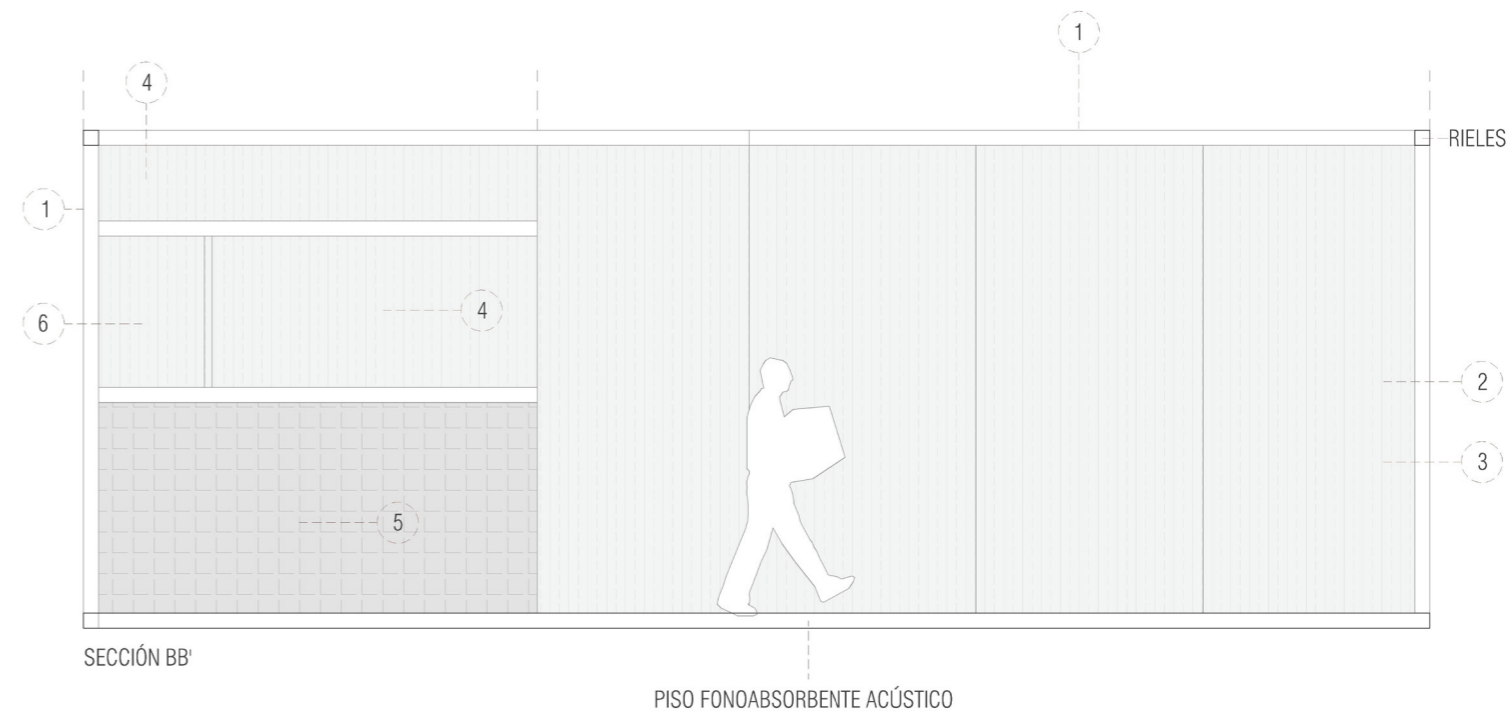 1
4
RIELES
1
4
6
2
3
5
SECCIÓN BB'
PISO FONOABSORBENTE ACÚSTICO